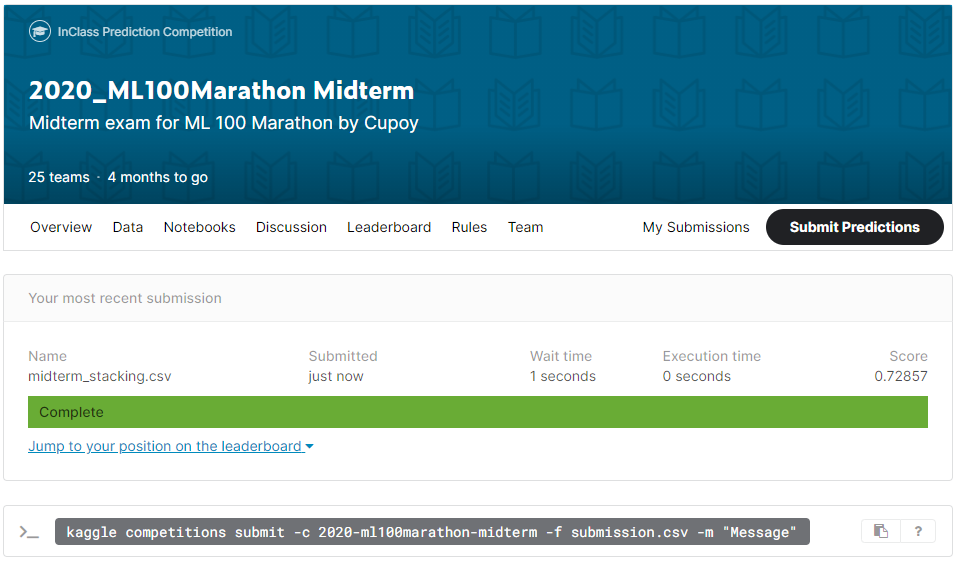 InClass Prediction Competition
2020_ML100Marathon Midterm
Midterm exam for ML 100 Marathon by Cupoy
25 teams · 4 months to go
Overview Data Notebooks Discussion Leaderboard Rules Team My Submissions Submit Predictions
Your most recent submission
Name Submitted Wait time Execution time Score
midterm_stacking.csv just now 1 seconds 0 seconds 0.72857
Complete
Jump to your position on the leaderboard
>_ kaggle competitions submit -c 2020-ml100marathon-midterm -f submission.csv -m "Message" ?